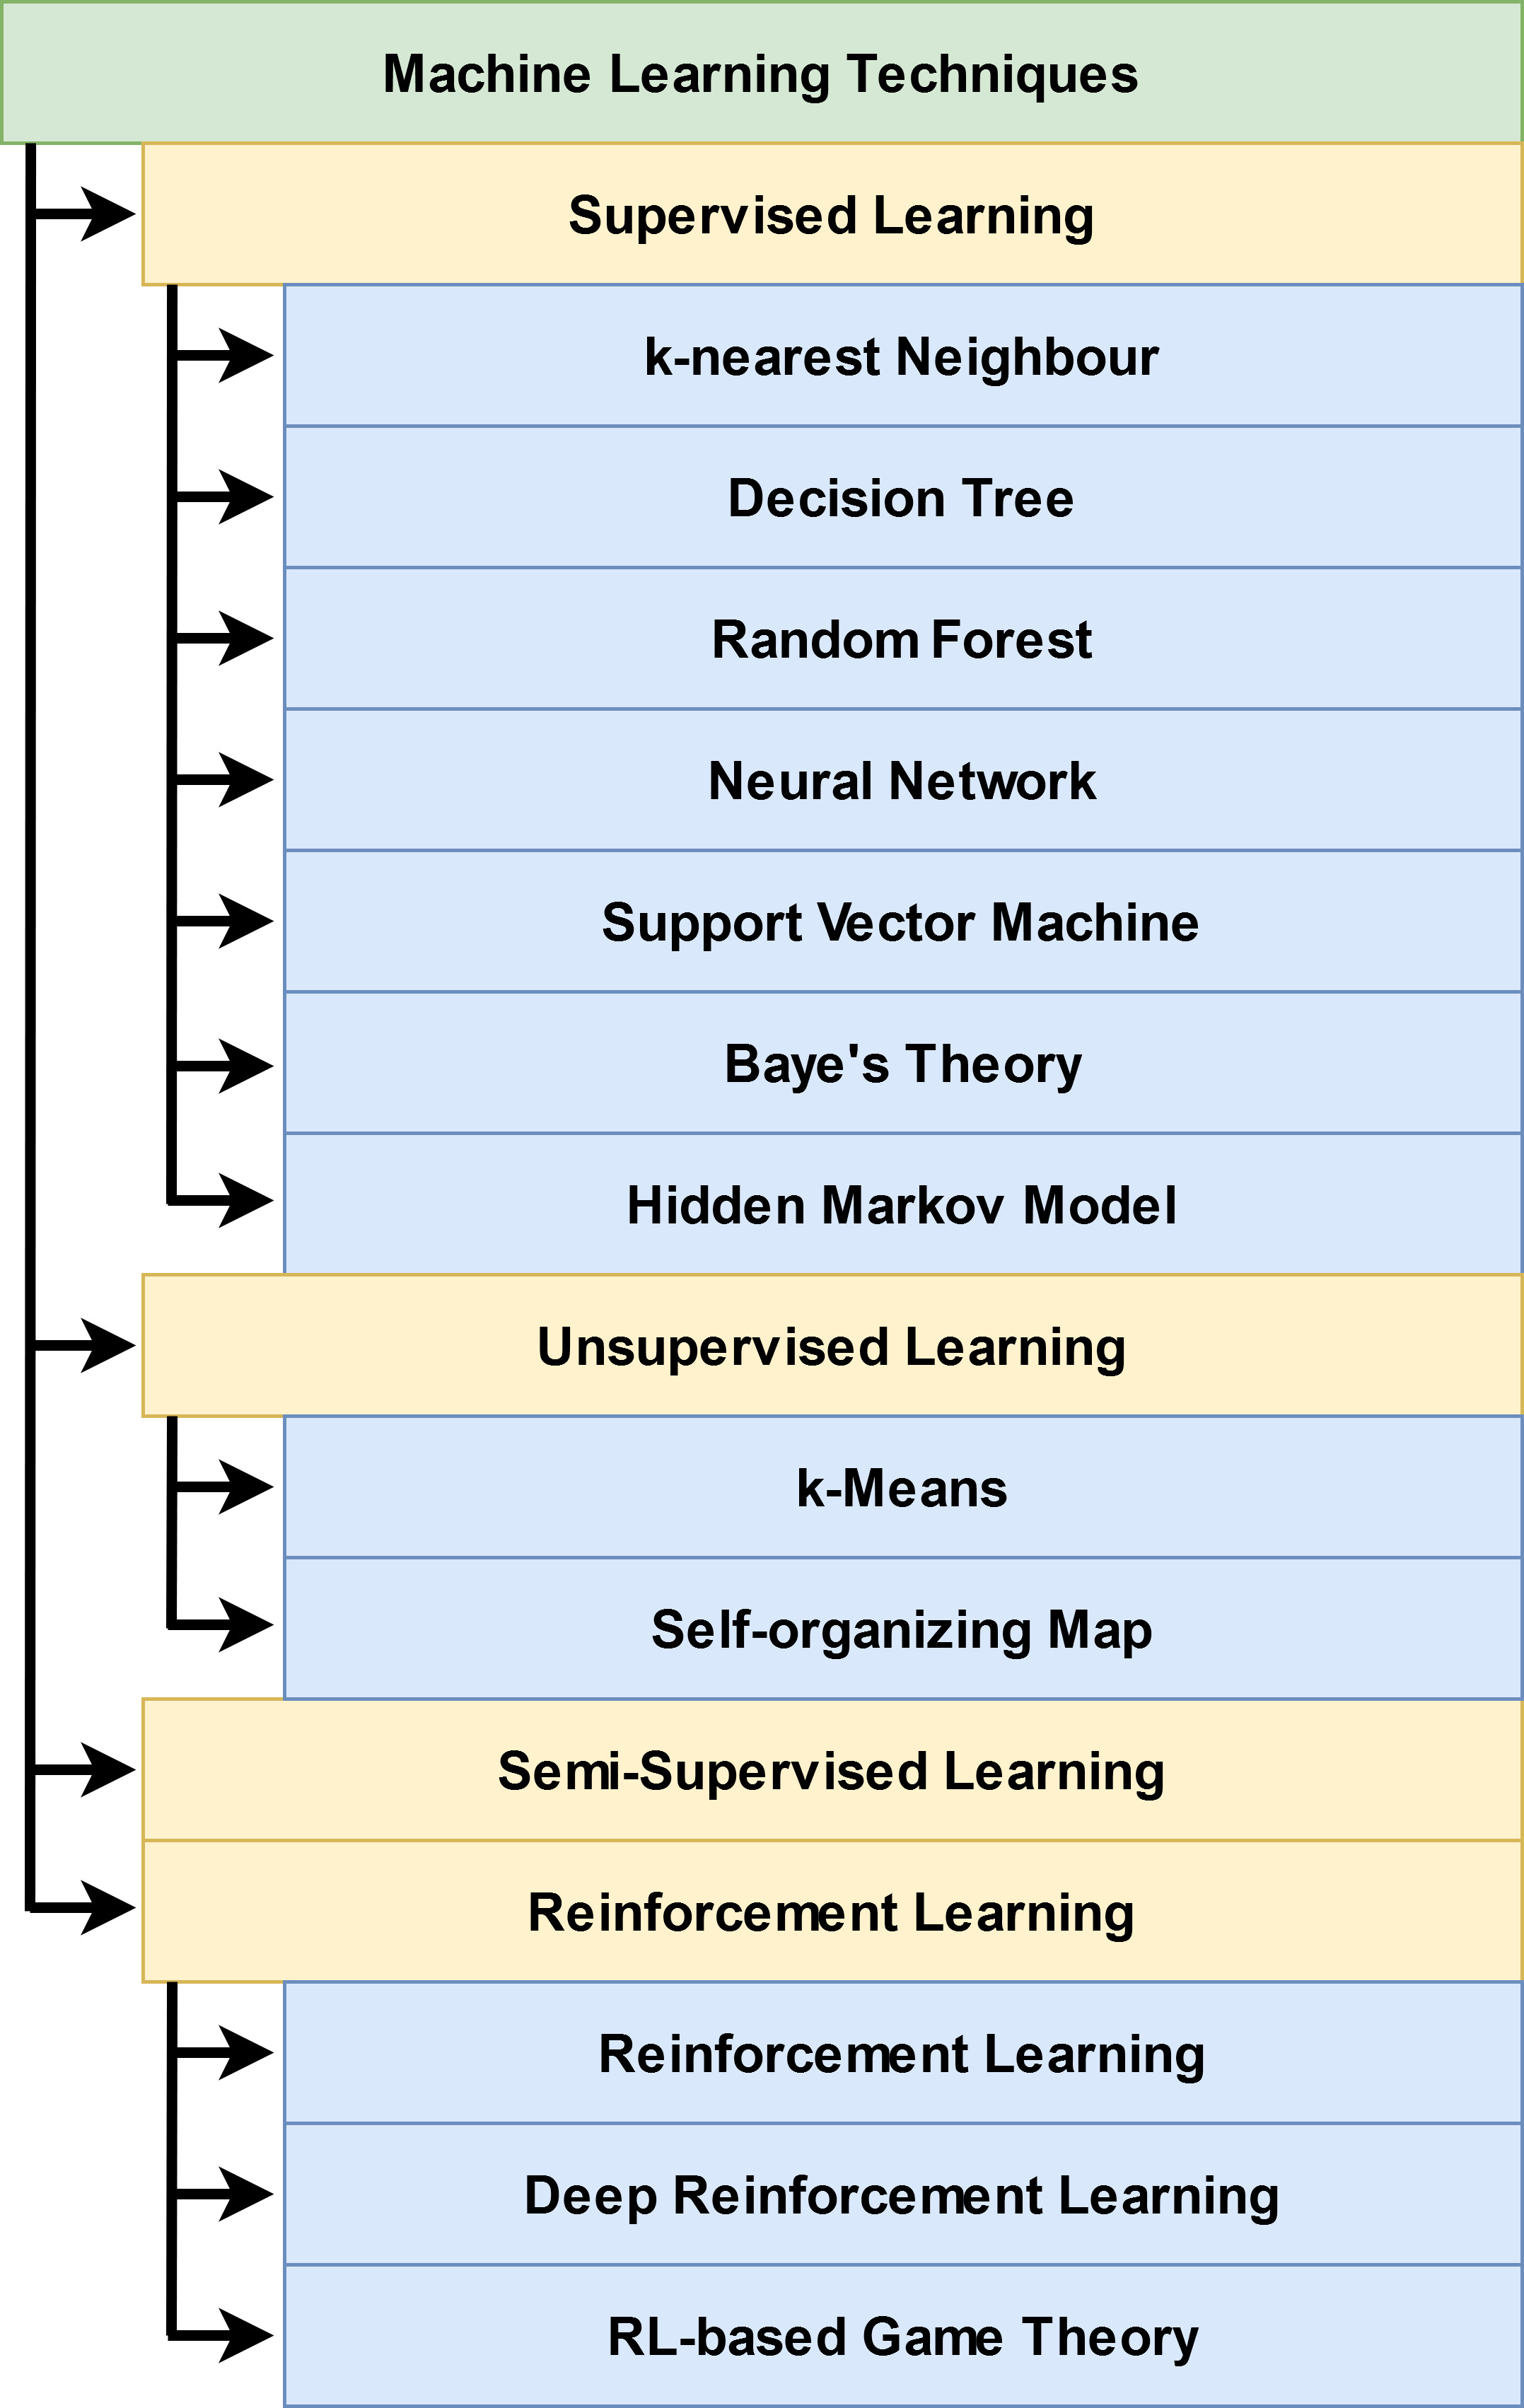 Machine Learning Techniques
Supervised Learning
k-nearest Neighbour
Decision Tree
Random Forest
Neural Network
Support Vector Machine
Baye's Theory
Hidden Markov Model
Unsupervised Learning
k-Means
Self-organizing Map
Semi-Supervised Learning
Reinforcement Learning
Reinforcement Learning
Deep Reinforcement Learning
RL-based Game Theory